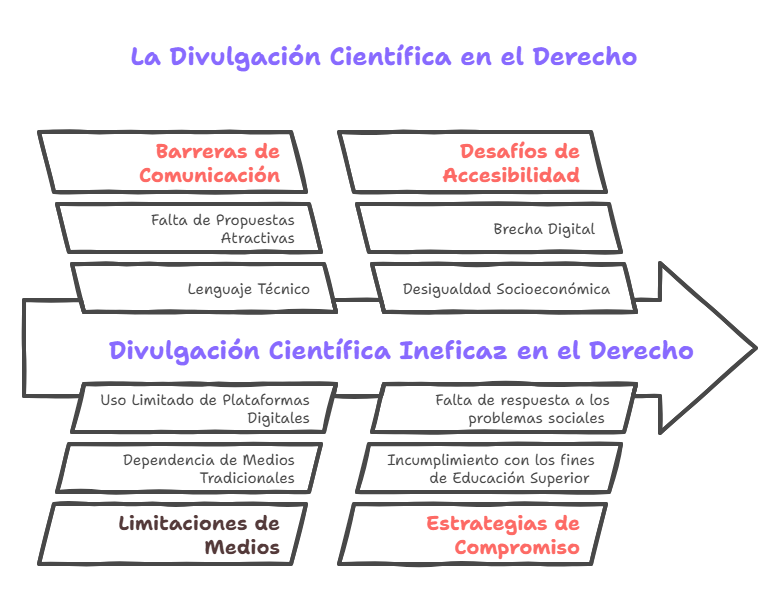 La Divulgación Científica en el Derecho
Barreras de
Comunicación
Falta de Propuestas
Atractivas
Lenguaje Técnico
Desafíos de
Accesibilidad
Brecha Digital
Desigualdad Socioeconómica
Divulgación Científica Ineficaz en el Derecho
Uso Limitado de Plataformas
Digitales
Dependencia de Medios
Tradicionales
Limitaciones de
Medios
Falta de respuesta a los
problemas sociales
Incumplimiento con los fines
de Educación Superior
Estrategias de
Compromiso